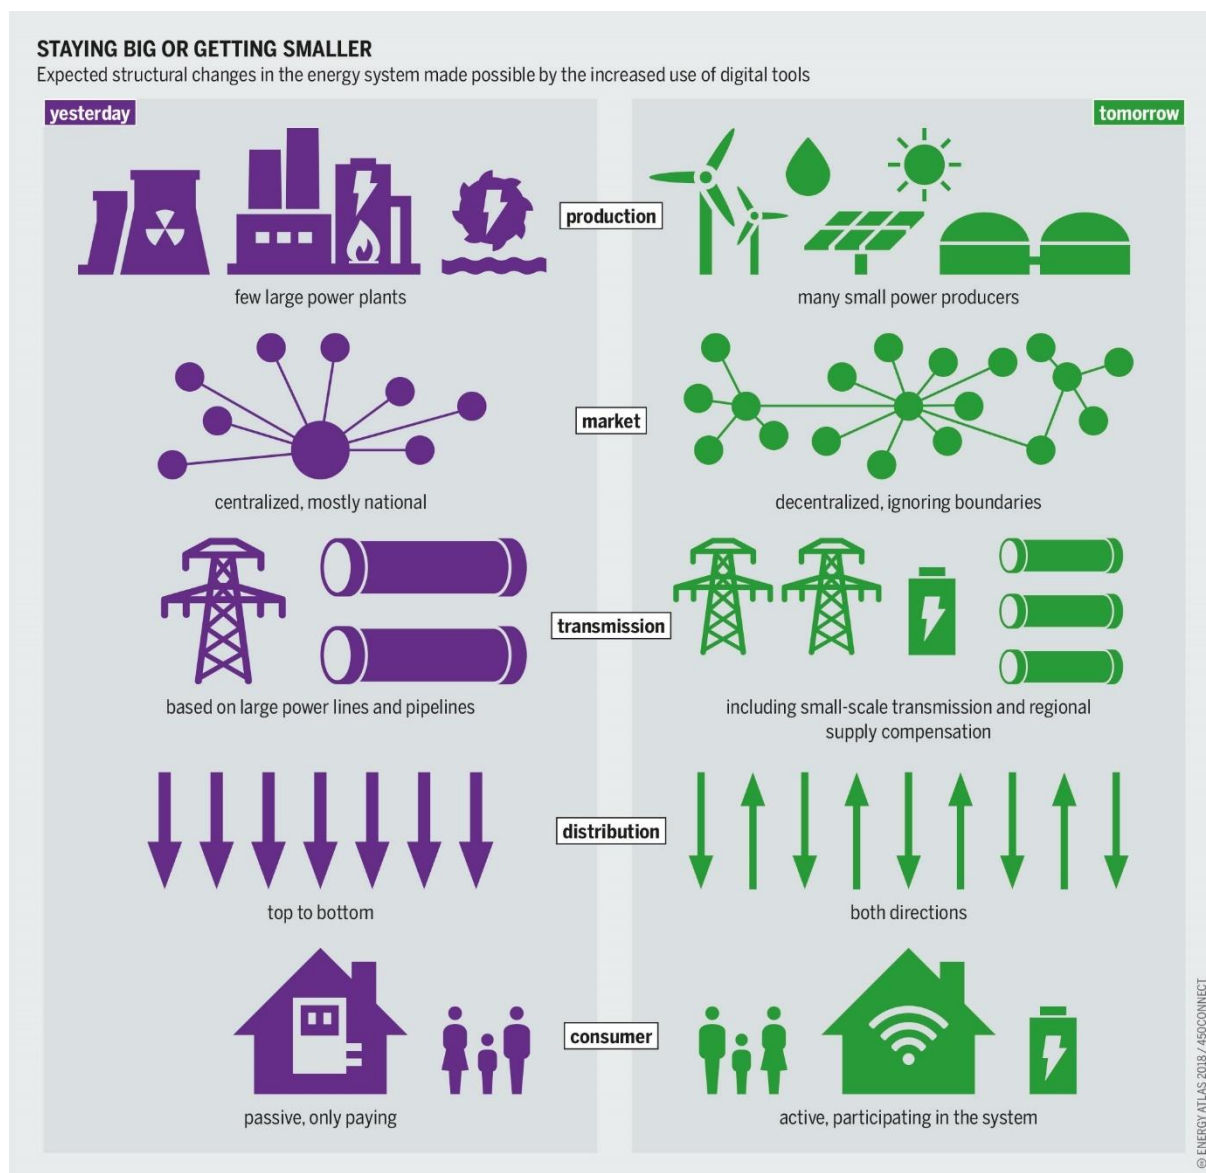 STAYING BIG OR GETTING SMALLER
Expected structural changes in the energy system made possible by the increased use of digital tools
yesterday
tomorrow
production
few large power plants
many small power producers
market
centralized, mostly national
decentralized, ignoring boundaries
transmission
based on large power lines and pipelines
including small-scale transmission and regional
supply compensation
distribution
top to bottom
both directions
consumer
passive, only paying
active, participating in the system
© ENERGY ATLAS 2018 / 450CONNECT